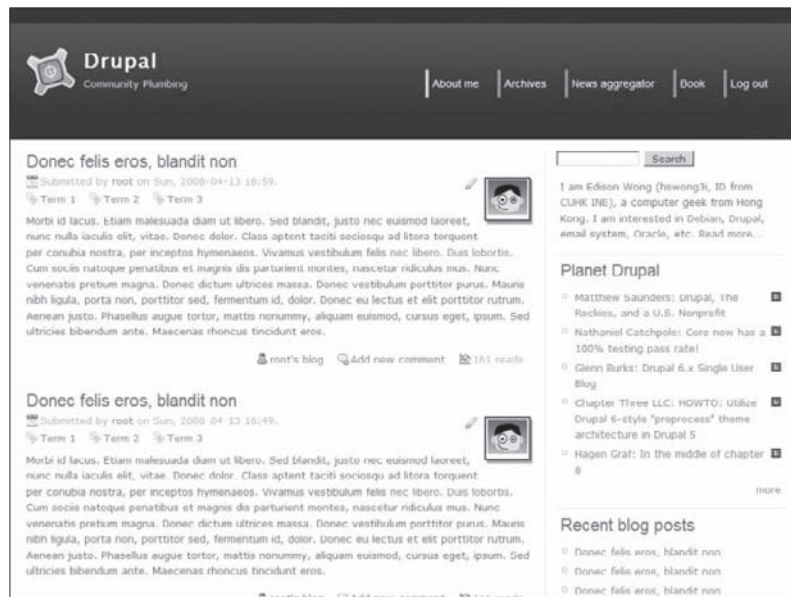 Drupal
Community Plumbing
About me
Archives
News aggregator
Book
Log out
Donec felis eros, blandit non
Submitted by root on Sun, 2008-04-13 16:59.
Term 1 Term 2 Term 3
Morbi id lacus. Etiam malesuada diam ut libero. Sed blandit, justo nec euismod laoreet,
nunc nulla iaculis elit, vitae. Donec dolor. Class aptent taciti sociosqu ad litora torquent
per conubia nostra, per inceptos hymenaeos. Vivamus vestibulum felis nec libero. Duis lobortis.
Cum sociis natoque penatibus et magnis dis parturient montes, nascetur ridiculus mus. Nunc
venenatis pretium magna. Donec dictum ultrices massa. Donec vestibulum porttitor purus. Mauris
nibh ligula, porta non, porttitor sed, fermentum id, dolor. Donec eu lectus et elit porttitor rutrum.
Aenean justo. Phasellus augue tortor, mattis nonummy, aliquam euismod, cursus eget, ipsum. Sed
ultricies bibendum ante. Maecenas rhoncus tincidunt eros.
root's blog Add new comment 161 reads
Donec felis eros, blandit non
Submitted by root on Sun, 2008-04-13 16:49.
Term 1 Term 2 Term 3
Morbi id lacus. Etiam malesuada diam ut libero. Sed blandit, justo nec euismod laoreet,
nunc nulla iaculis elit, vitae. Donec dolor. Class aptent taciti sociosqu ad litora torquent
per conubia nostra, per inceptos hymenaeos. Vivamus vestibulum felis nec libero. Duis lobortis.
Cum sociis natoque penatibus et magnis dis parturient montes, nascetur ridiculus mus. Nunc
venenatis pretium magna. Donec dictum ultrices massa. Donec vestibulum porttitor purus. Mauris
nibh ligula, porta non, porttitor sed, fermentum id, dolor. Donec eu lectus et elit porttitor rutrum.
Aenean justo. Phasellus augue tortor, mattis nonummy, aliquam euismod, cursus eget, ipsum. Sed
ultricies bibendum ante. Maecenas rhoncus tincidunt eros.
root's blog Add new comment reads
Search
I am Edison Wong (hswong3i, ID from
CUHK INE), a computer geek from Hong
Kong. I am interested in Debian, Drupal,
email system, Oracle, etc. Read more...
Planet Drupal
Matthew Saunders: Drupal, The
Rockies, and a U.S. Nonprofit
Nathaniel Catchpole: Core now has a
100% testing pass rate!
Glenn Burks: Drupal 6.x Single User
Blog
Chapter Three LLC: HOWTO: Utilize
Drupal 6-style "preprocess" theme
architecture in Drupal 5
Hagen Graf: In the middle of chapter
8
more
Recent blog posts
Donec felis eros, blandit non
Donec felis eros, blandit non
Donec felis eros, blandit non